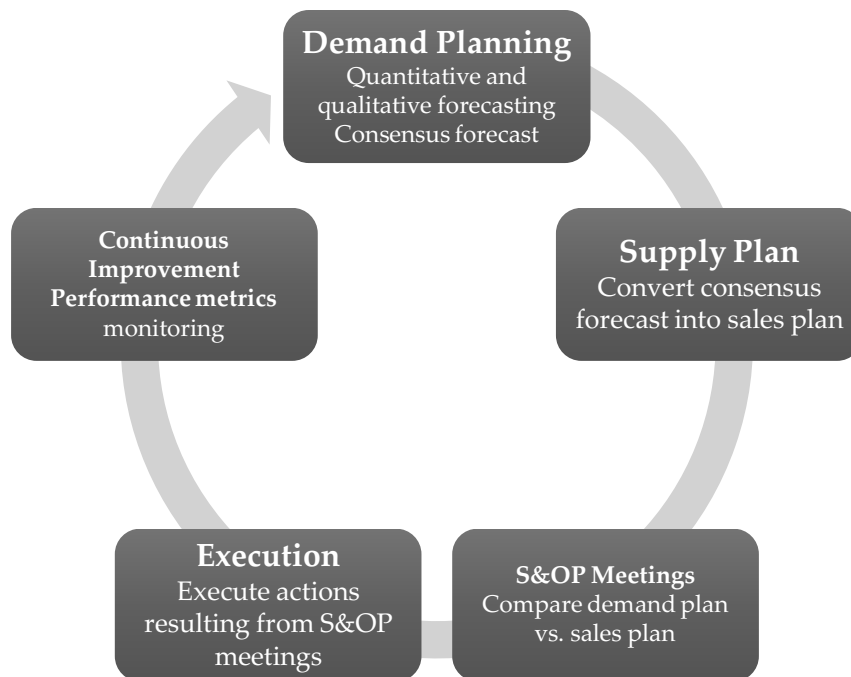 Demand Planning
Quantitative and
qualitative forecasting
Consensus forecast
Supply Plan
Convert consensus
forecast into sales plan
S&OP Meetings
Compare demand plan
vs. sales plan
Execution
Execute actions
resulting from S&OP
meetings
Continuous
Improvement
Performance metrics
monitoring